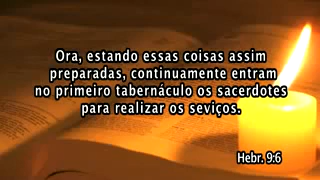 Ora, estando essas coisas assim
preparadas, continuamente entram
no primeiro tabernáculo os sacerdotes
para realizar os seviços.
Hebr. 9:6